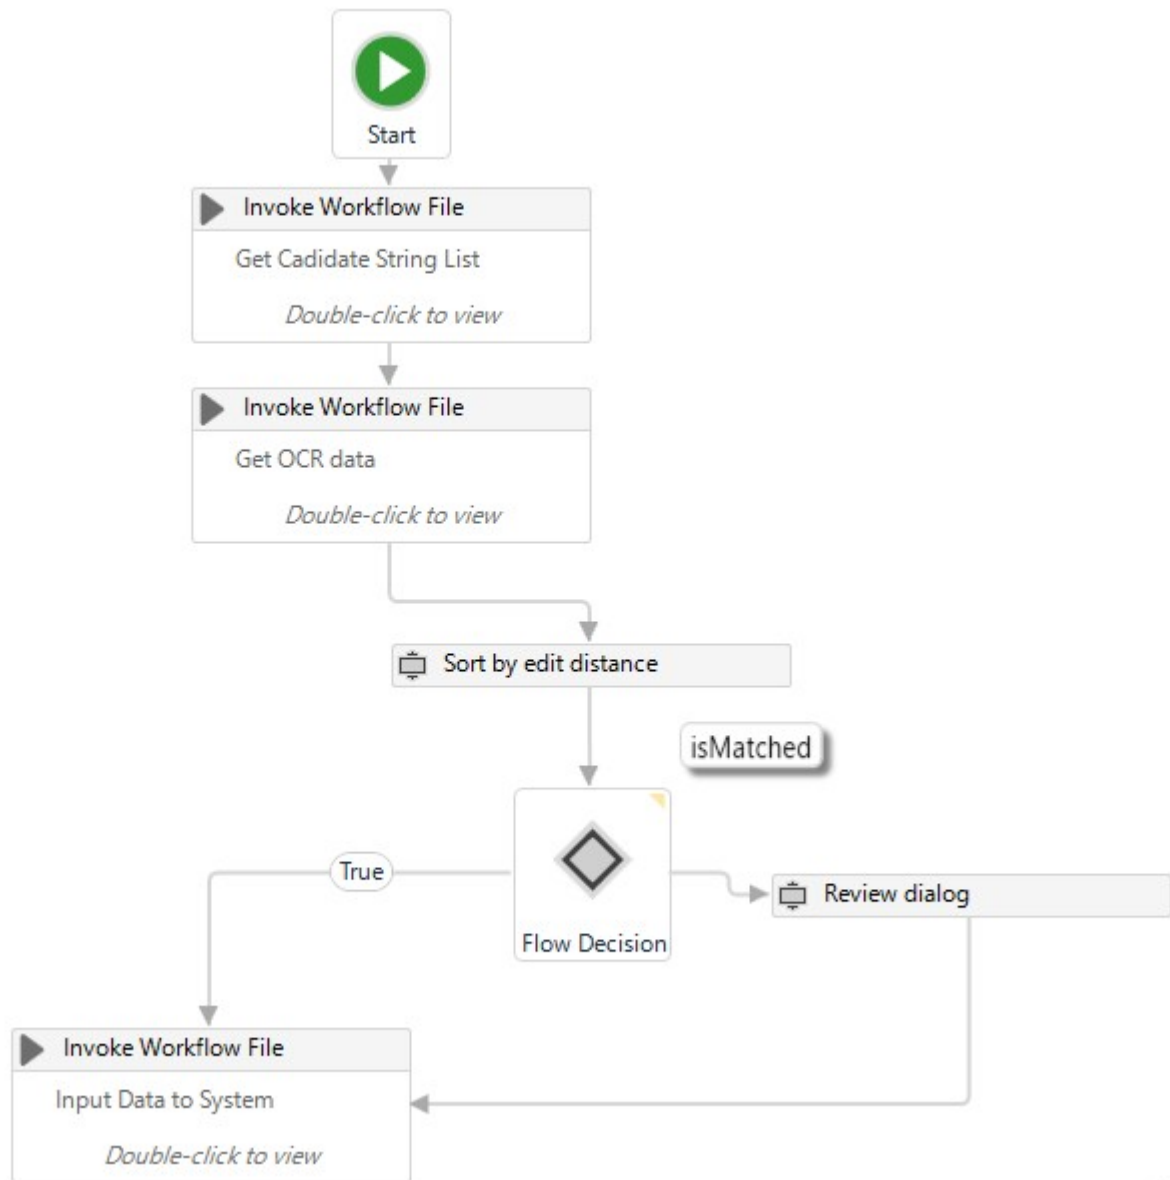 Start
Invoke Workflow File
Get Cadidate String List
Double-click to view
Invoke Workflow File
Get OCR data
Double-click to view
Sort by edit distance
isMatched
True
Flow Decision
Review dialog
Invoke Workflow File
Input Data to System
Double-click to view